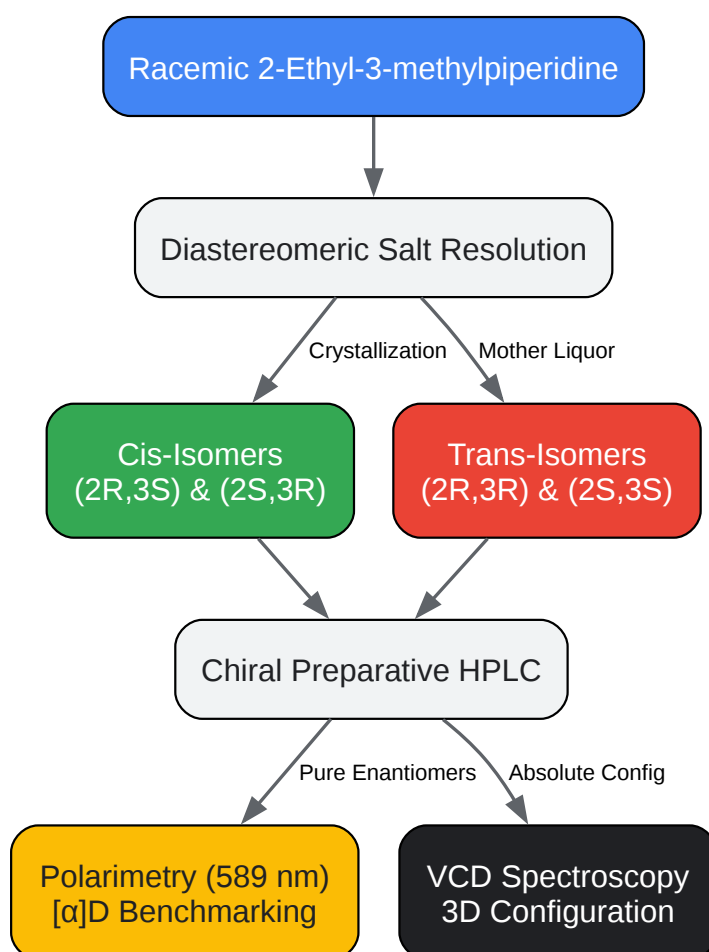 Racemic 2-Ethyl-3-methylpiperidine
Diastereomeric Salt Resolution
Crystallization
Mother Liquor
Cis-Isomers
(2R,3S) & (2S,3R)
Trans-Isomers
(2R,3R) & (2S,3S)
Chiral Preparative HPLC
Pure Enantiomers
Absolute Config
Polarimetry (589 nm)
[α]D Benchmarking
VCD Spectroscopy
3D Configuration